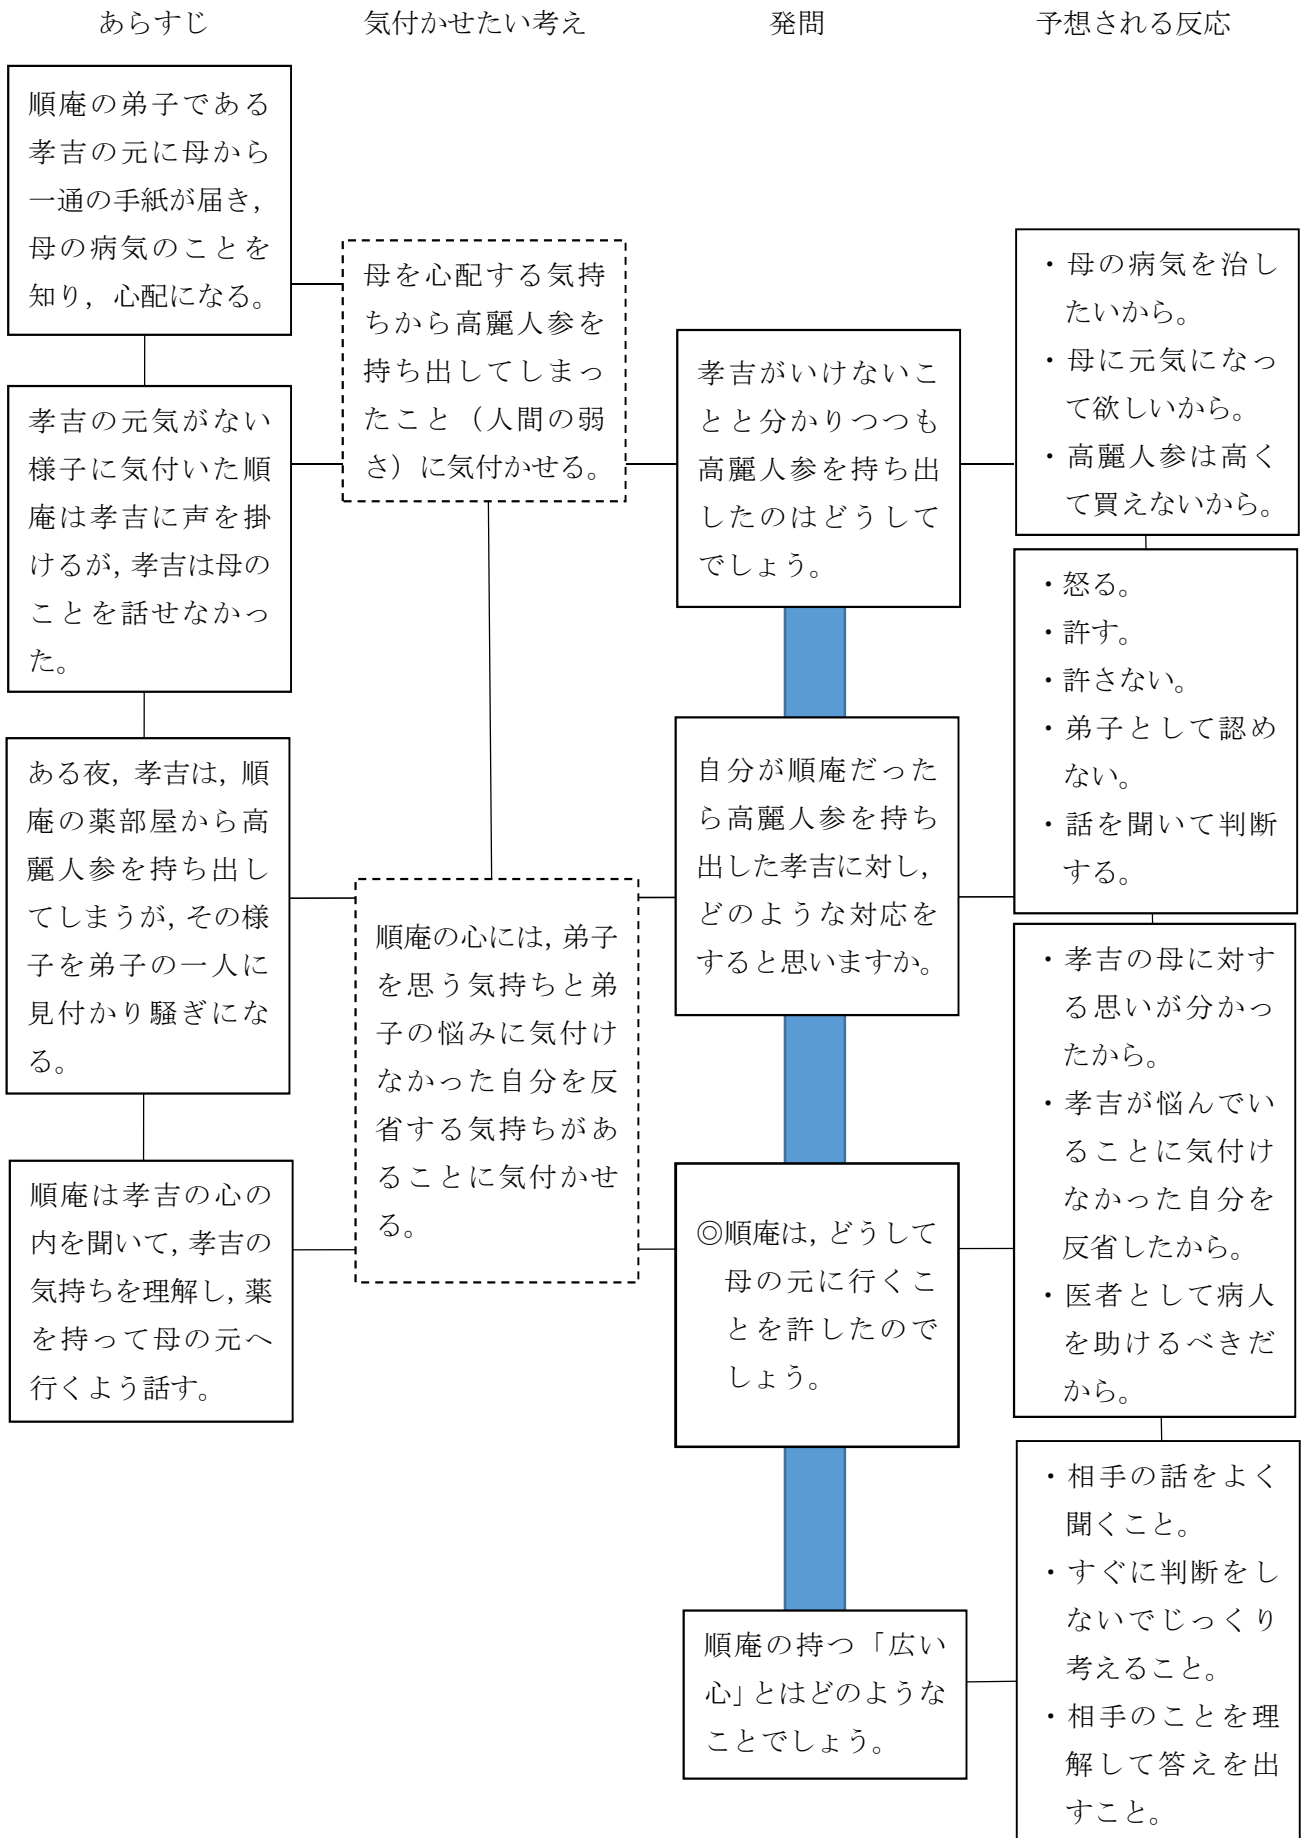 あらすじ
気付かせたい考え
発問
予想される反応
順庵の弟子である
孝吉の元に母から
一通の手紙が届き，
母の病気のことを
知り，心配になる。
孝吉の元気がない
様子に気付いた順
庵は孝吉に声を掛
けるが，孝吉は母の
ことを話せなかっ
た。
ある夜，孝吉は，順
庵の薬部屋から高
麗人参を持ち出し
てしまうが，その様
子を弟子の一人に
見付かり騒ぎにな
る。
順庵は孝吉の心の
内を聞いて，孝吉の
気持ちを理解し，薬
を持って母の元へ
行くよう話す。
母を心配する気持
ちから高麗人参を
持ち出してしまっ
たこと（人間の弱
さ）に気付かせる。
順庵の心には，弟子
を思う気持ちと弟
子の悩みに気付け
なかった自分を反
省する気持ちがあ
ることに気付かせ
る。
孝吉がいけないこ
とと分かりつつも
高麗人参を持ち出
したのはどうして
でしょう。
自分が順庵だった
ら高麗人参を持ち
出した孝吉に対し，
どのような対応を
すると思いますか。
◎順庵は，どうして
母の元に行くこ
とを許したので
しょう。
順庵の持つ「広い
心」とはどのような
ことでしょう。
・母の病気を治し
たいから。
・母に元気になっ
て欲しいから。
・高麗人参は高く
て買えないから。
・怒る。
・許す。
・許さない。
・弟子として認め
ない。
・話を聞いて判断
する。
・孝吉の母に対す
る思いが分かっ
たから。
・孝吉が悩んでい
ることに気付け
なかった自分を
反省したから。
・医者として病人
を助けるべきだ
から。
・相手の話をよく
聞くこと。
・すぐに判断をし
ないでじっくり
考えること。
・相手のことを理
解して答えを出
すこと。